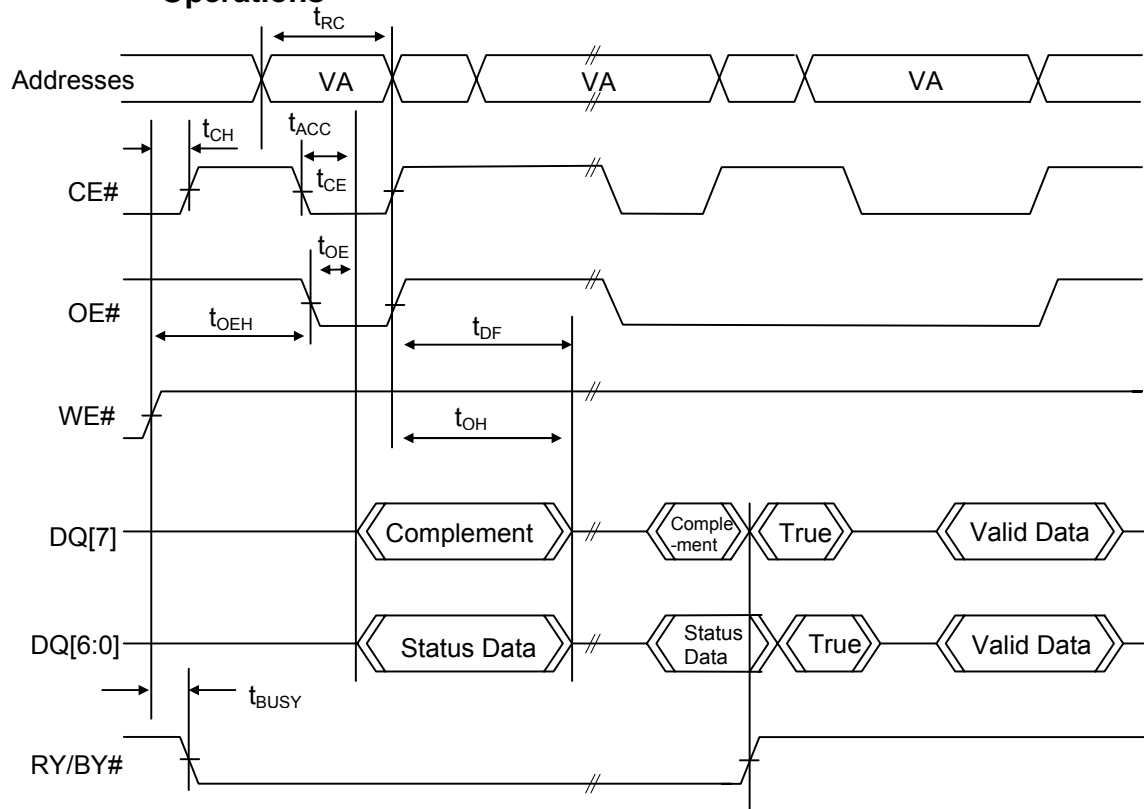 Operations
tRC
Addresses VA VA VA
tCH tACC
CE# tCE
tOE
OE#
tOEH tDF
WE# tOH
DQ[7] Complement Comple
-ment True Valid Data
DQ[6:0] Status Data Status
Data True Valid Data
tBUSY
RY/BY#